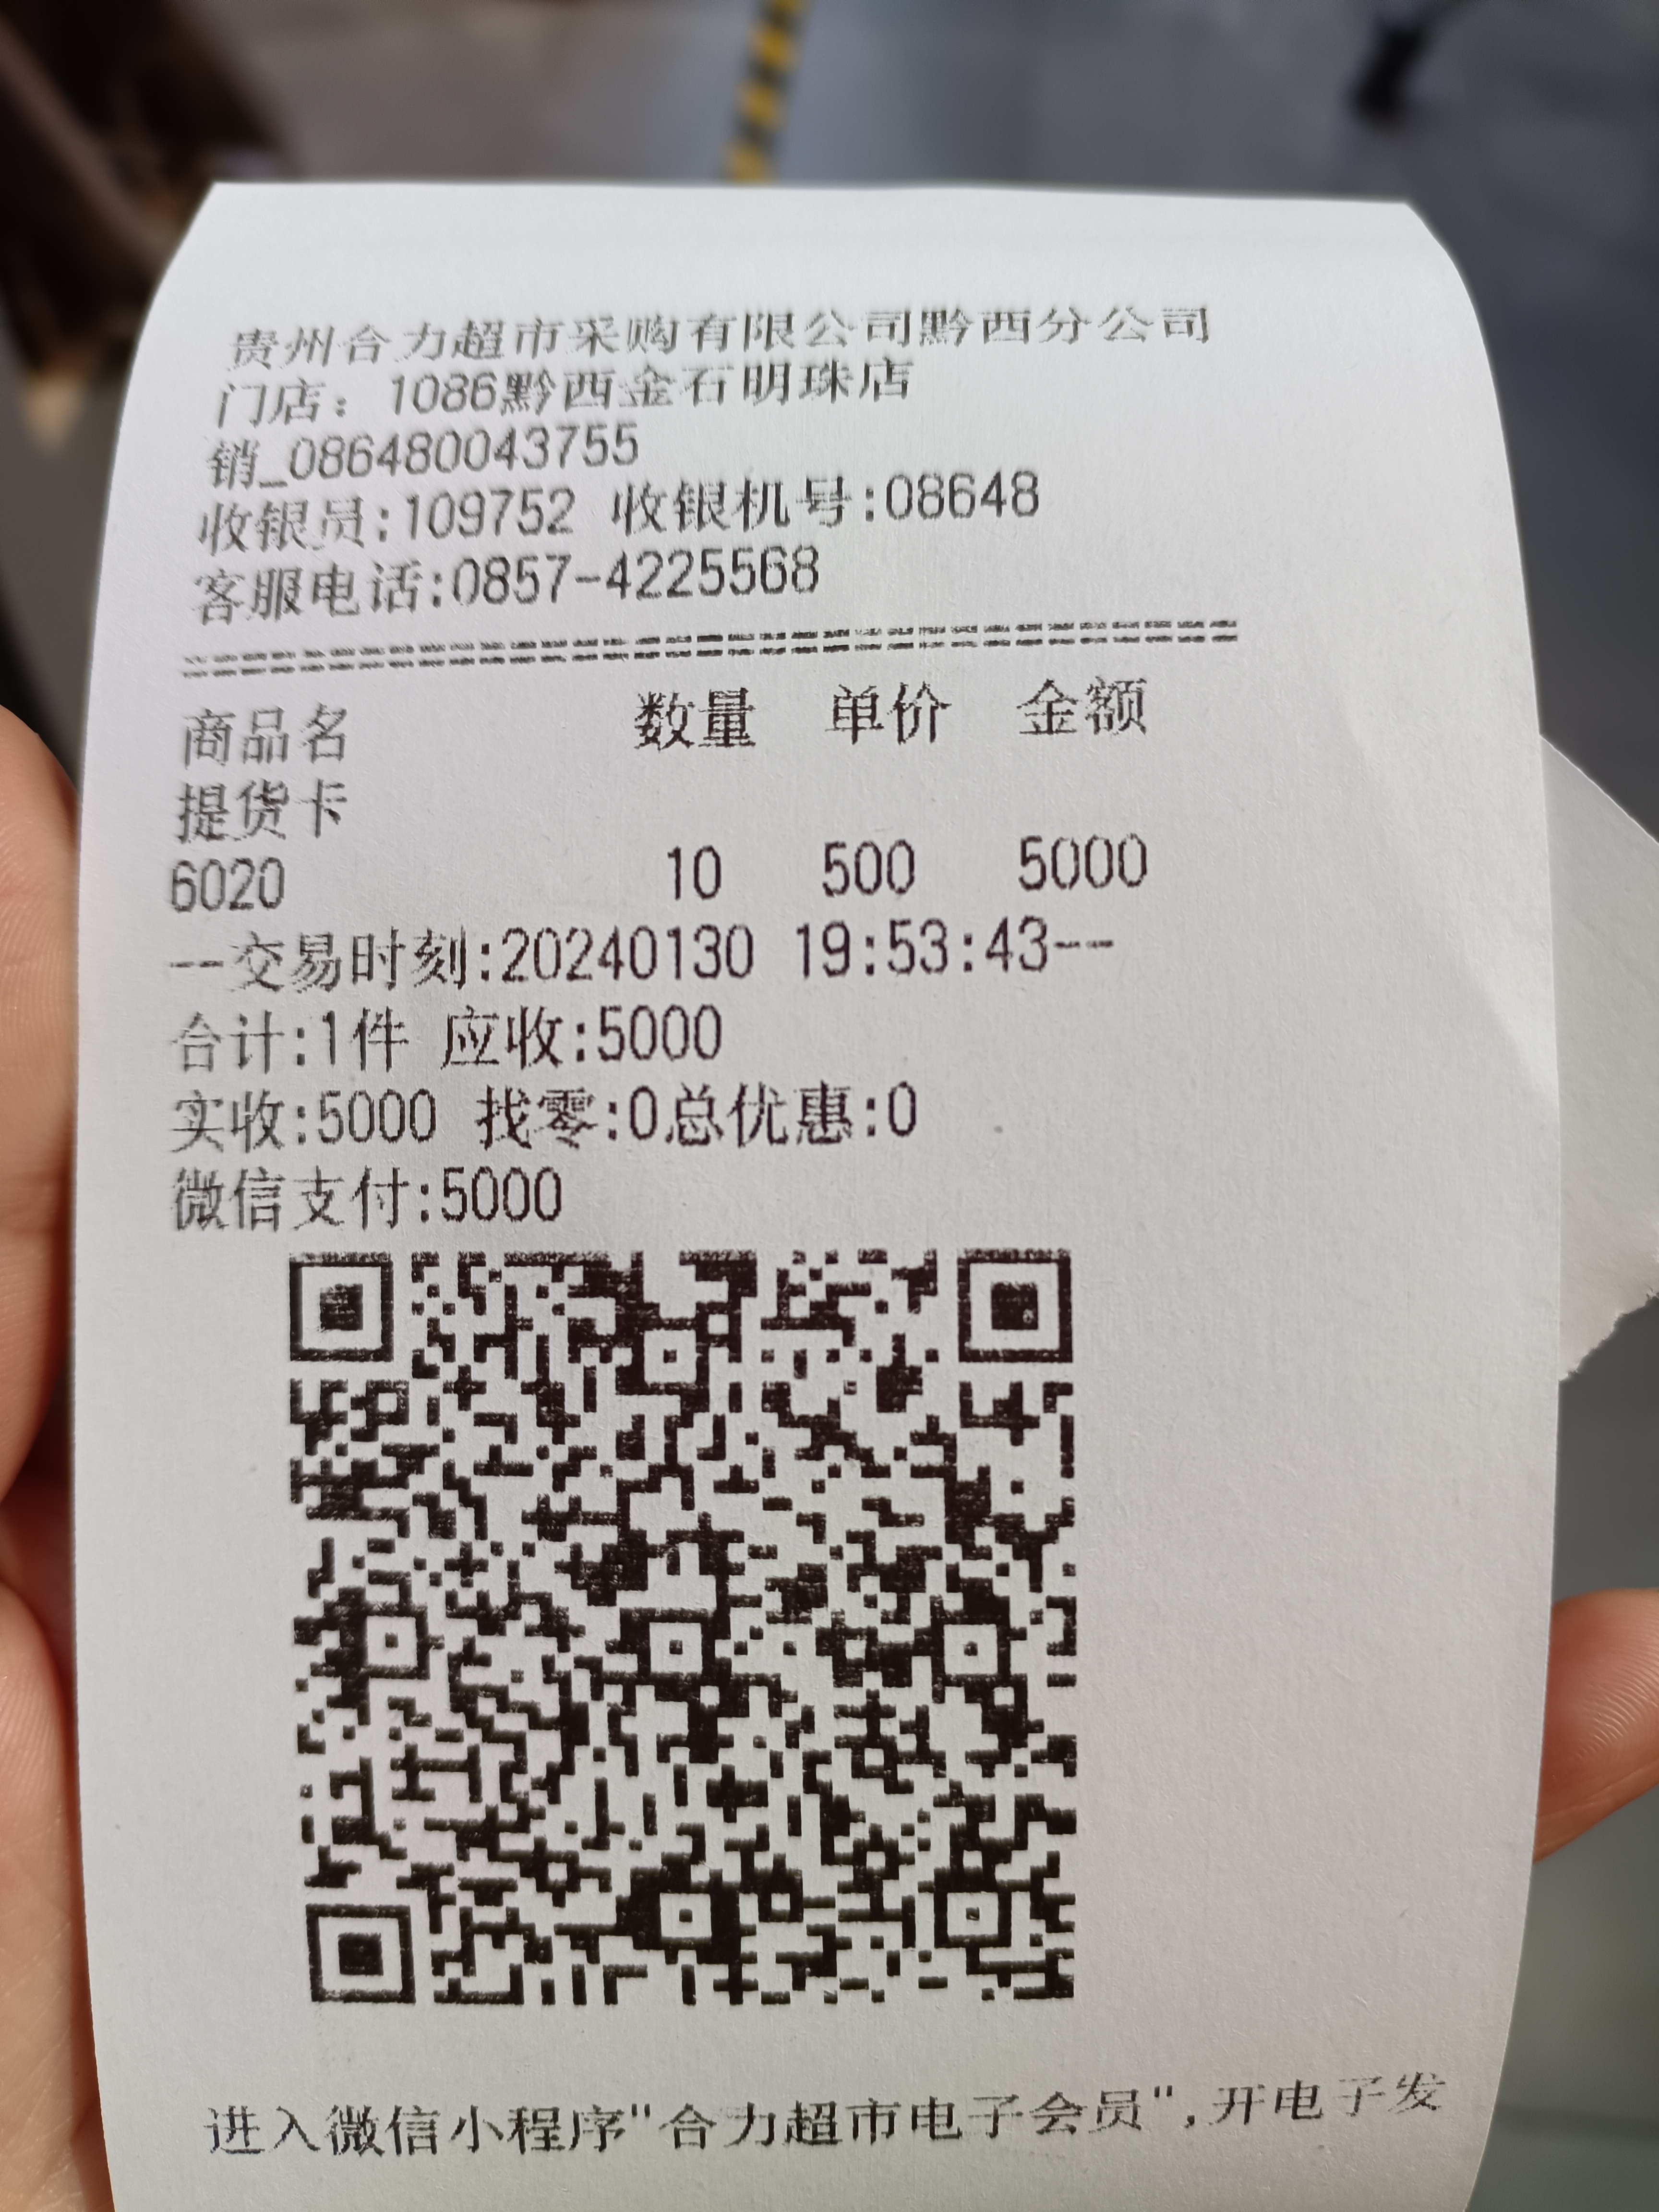 贵州合力超市采购有限公司黔西分公司
门店：1086黔西金石明珠店
销_086480043755
收银员:109752 收银机号:08648
客服电话:0857-4225568
==================================
商品名 数量 单价 金额
提货卡
6020 10 500 5000
--交易时刻:20240130 19:53:43--
合计:1件 应收:5000
实收:5000 找零:0总优惠:0
微信支付:5000
进入微信小程序"合力超市电子会员",开电子发